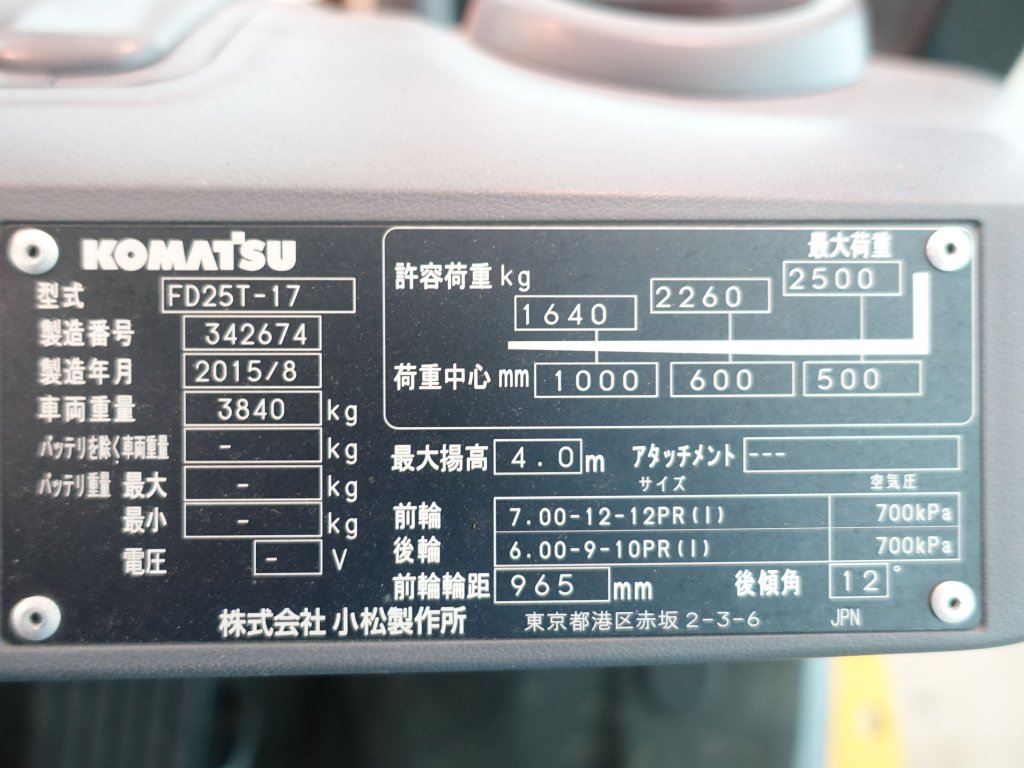 KOMATSU
型式 FD25T-17
製造番号 342674
製造年月 2015/8
車両重量 3840 kg
バッテリを除く車両重量 - kg
バッテリ重量 最大 - kg
最小 - kg
電圧 - V
最大荷重
許容荷重 kg 1640 2260 2500
荷重中心 mm 1000 600 500
最大揚高 4.0 m アタッチメント ---
サイズ 空気圧
前輪 7.00-12-12PR(I) 700kPa
後輪 6.00-9-10PR(I) 700kPa
前輪輪距 965 mm 後傾角 12°
株式会社 小松製作所 東京都港区赤坂2-3-6 JPN